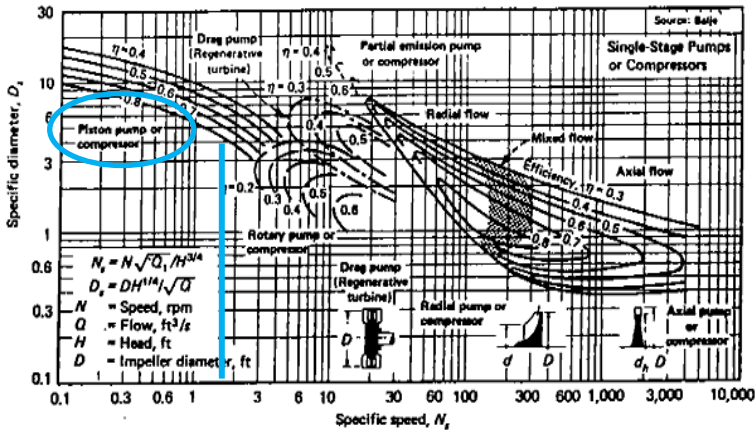 Source: Balje
Single-Stage Pumps
or Compressors
Partial emission pump
or compressor
Drag pump
(Regenerative
turbine)
η = 0.4
0.5
0.6
η = 0.3
0.4
0.5
η = 0.4
0.5
0.6
0.7
0.8
Radial flow
Mixed flow
Axial flow
Efficiency, η = 0.3
0.4
0.5
0.6
0.7
0.8
Piston pump or
compressor
η = 0.2
0.3
0.4
0.5
0.6
Rotary pump or
compressor
Nₛ = N√Q₁/H³/⁴
Dₛ = DH¹/⁴/√Q
N = Speed, rpm
Q = Flow, ft³/s
H = Head, ft
D = Impeller diameter, ft
Drag pump
(Regenerative
turbine)
D
Radial pump or
compressor
d D
Axial pump
or
compressor
dₕ D
Specific diameter, Dₛ
30
10
6
3
1
0.6
0.3
0.1
0.1
0.3
0.6
1
3
6
10
30
60
100
300
600
1,000
3,000
10,000
Specific speed, Nₛ